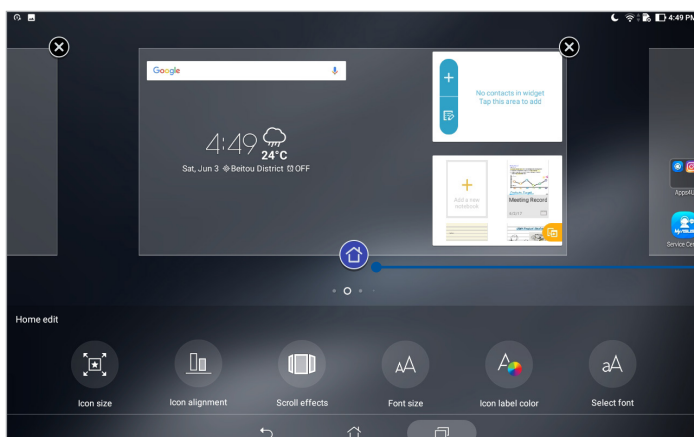 4:49 PM
Google
4:49
24°C
Sat, Jun 3 Beitou District OFF
No contacts in widget
Tap this area to add
Add a new
notebook
Meeting Record
Apps4U
Service Cen
Home edit
Icon size
Icon alignment
Scroll effects
Font size
Icon label color
Select font